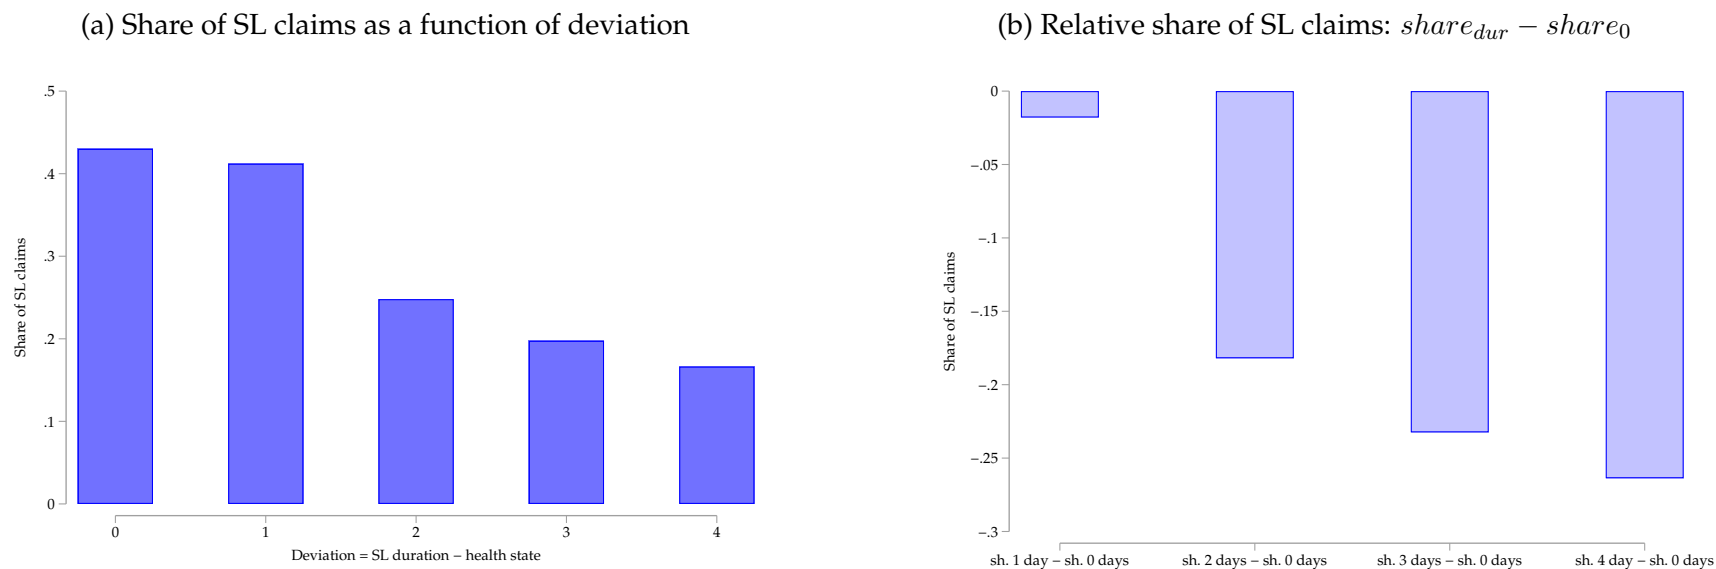 (a) Share of SL claims as a function of deviation
.5
.4
.3
.2
.1
0
Share of SL claims
0 1 2 3 4
Deviation = SL duration – health state
(b) Relative share of SL claims: share_dur − share_0
0
−.05
−.1
−.15
−.2
−.25
−.3
Share of SL claims
sh. 1 day – sh. 0 days sh. 2 days – sh. 0 days sh. 3 days – sh. 0 days sh. 4 day – sh. 0 days